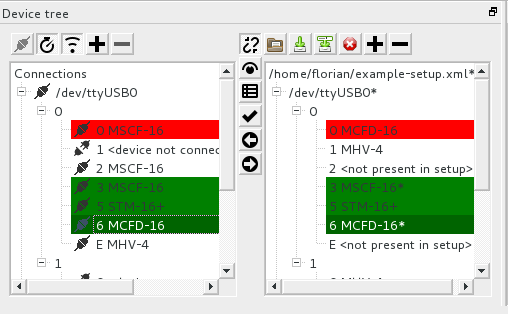 Device tree
Connections
/dev/ttyUSB0
0
0 MSCF-16
1 <device not connec
2 MSCF-16
3 MSCF-16
5 STM-16+
6 MCFD-16
E MHV-4
1
/home/florian/example-setup.xml*
/dev/ttyUSB0*
0
0 MCFD-16
1 MHV-4
2 <not present in setup>
3 MSCF-16*
5 STM-16+
6 MCFD-16*
E <not present in setup>
1